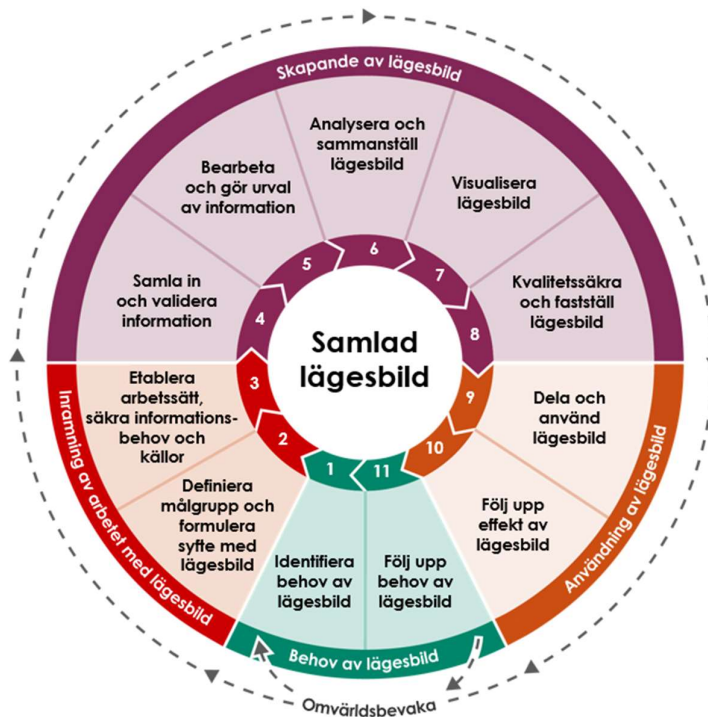 Skapande av lägesbild
Analysera och
sammanställ
lägesbild
Bearbeta
och gör urval
av information
Visualisera
lägesbild
Samla in
och validera
information
Kvalitetssäkra
och fastställ
lägesbild
5
6
7
4
8
Samlad
lägesbild
3
9
2
10
1
11
Etablera
arbetssätt,
säkra informations-
behov och
källor
Dela och
använd
lägesbild
Definiera
målgrupp och
formulera
syfte med
lägesbild
Följ upp
effekt av
lägesbild
Identifiera
behov av
lägesbild
Följ upp
behov av
lägesbild
Inramning av arbetet med lägesbild
Användning av lägesbild
Behov av lägesbild
Omvärldsbevaka